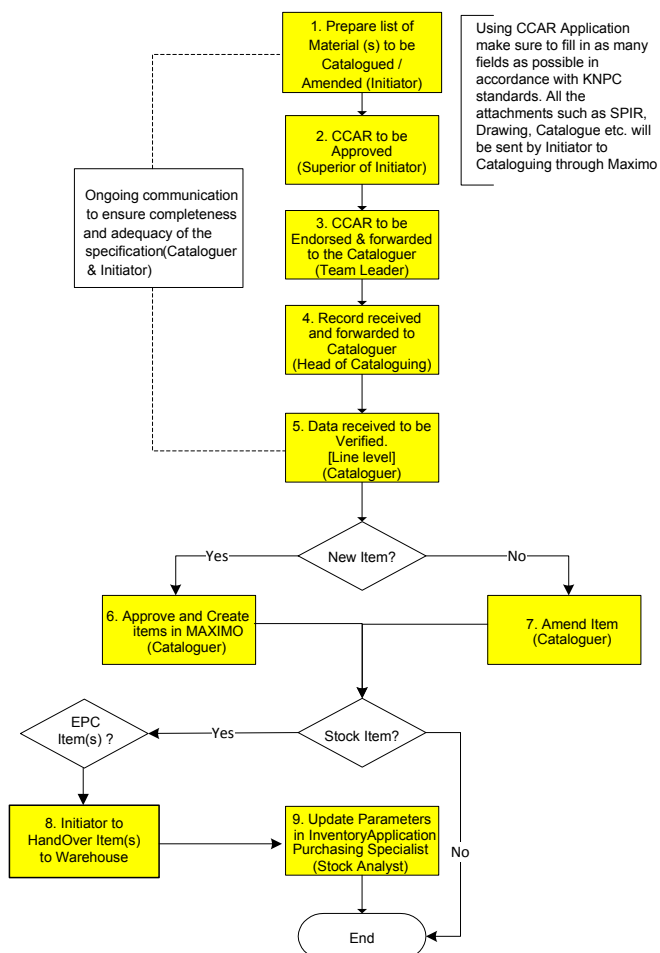 1. Prepare list of
Material (s) to be
Catalogued /
Amended (Initiator)
Using CCAR Application
make sure to fill in as many
fields as possible in
accordance with KNPC
standards. All the
attachments such as SPIR,
Drawing, Catalogue etc. will
be sent by Initiator to
Cataloguing through Maximo
2. CCAR to be
Approved
(Superior of Initiator)
Ongoing communication
to ensure completeness
and adequacy of the
specification(Cataloguer
& Initiator)
3. CCAR to be
Endorsed & forwarded
to the Cataloguer
(Team Leader)
4. Record received
and forwarded to
Cataloguer
(Head of Cataloguing)
5. Data received to be
Verified.
[Line level]
(Cataloguer)
Yes
New Item?
No
6. Approve and Create
items in MAXIMO
(Cataloguer)
7. Amend Item
(Cataloguer)
EPC
Item(s) ?
Yes
Stock Item?
8. Initiator to
HandOver Item(s)
to Warehouse
9. Update Parameters
in InventoryApplication
Purchasing Specialist
(Stock Analyst)
No
End